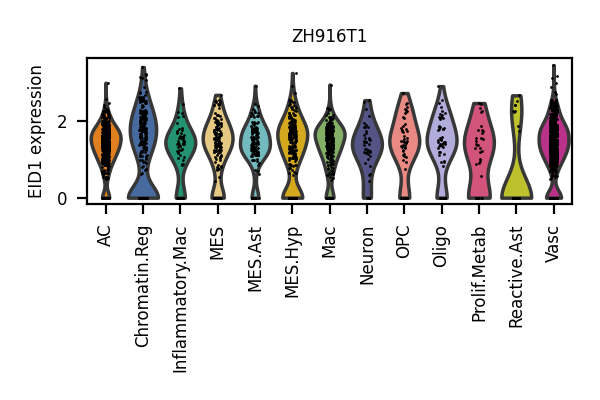 ZH916T1
EID1 expression
2
0
AC
Chromatin.Reg
Inflammatory.Mac
MES
MES.Ast
MES.Hyp
Mac
Neuron
OPC
Oligo
Prolif.Metab
Reactive.Ast
Vasc